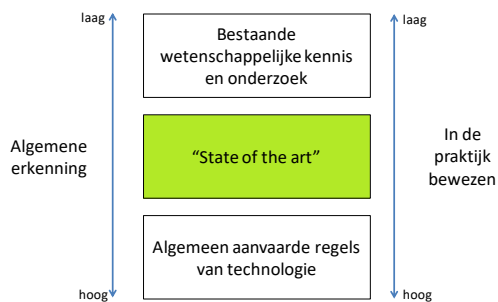 laag
Bestaande
wetenschappelijke kennis
en onderzoek
laag
Algemene
erkenning
“State of the art”
In de
praktijk
bewezen
Algemeen aanvaarde regels
van technologie
hoog
hoog